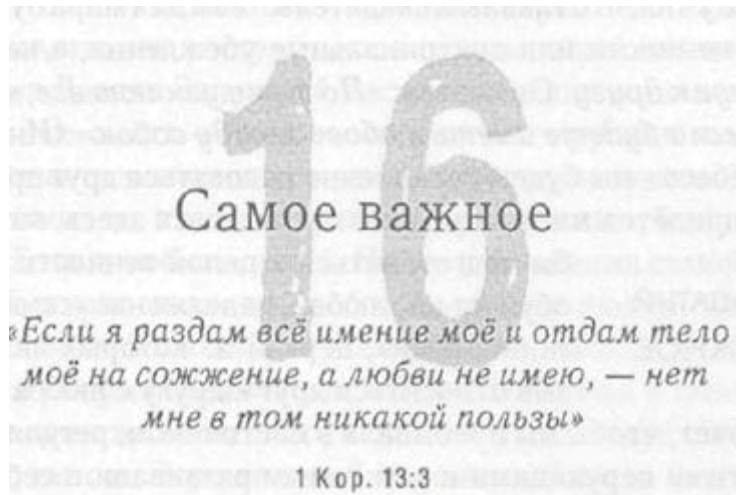 16
Самое важное
«Если я раздам всё имение моё и отдам тело
моё на сожжение, а любви не имею, — нет
мне в том никакой пользы»
1 Кор. 13:3